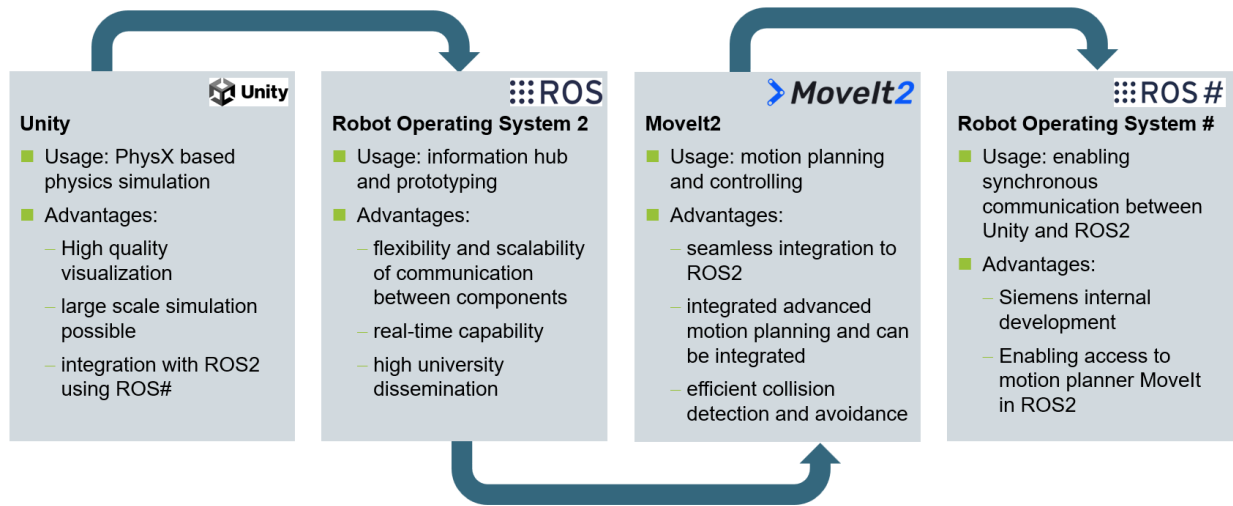 Unity
Unity
Usage: PhysX based
physics simulation
Advantages:
– High quality
visualization
– large scale simulation
possible
– integration with ROS2
using ROS#
ROS
Robot Operating System 2
Usage: information hub
and prototyping
Advantages:
– flexibility and scalability
of communication
between components
– real-time capability
– high university
dissemination
MoveIt2
MoveIt2
Usage: motion planning
and controlling
Advantages:
– seamless integration to
ROS2
– integrated advanced
motion planning and can
be integrated
– efficient collision
detection and avoidance
ROS #
Robot Operating System #
Usage: enabling
synchronous
communication between
Unity and ROS2
Advantages:
– Siemens internal
development
– Enabling access to
motion planner MoveIt
in ROS2